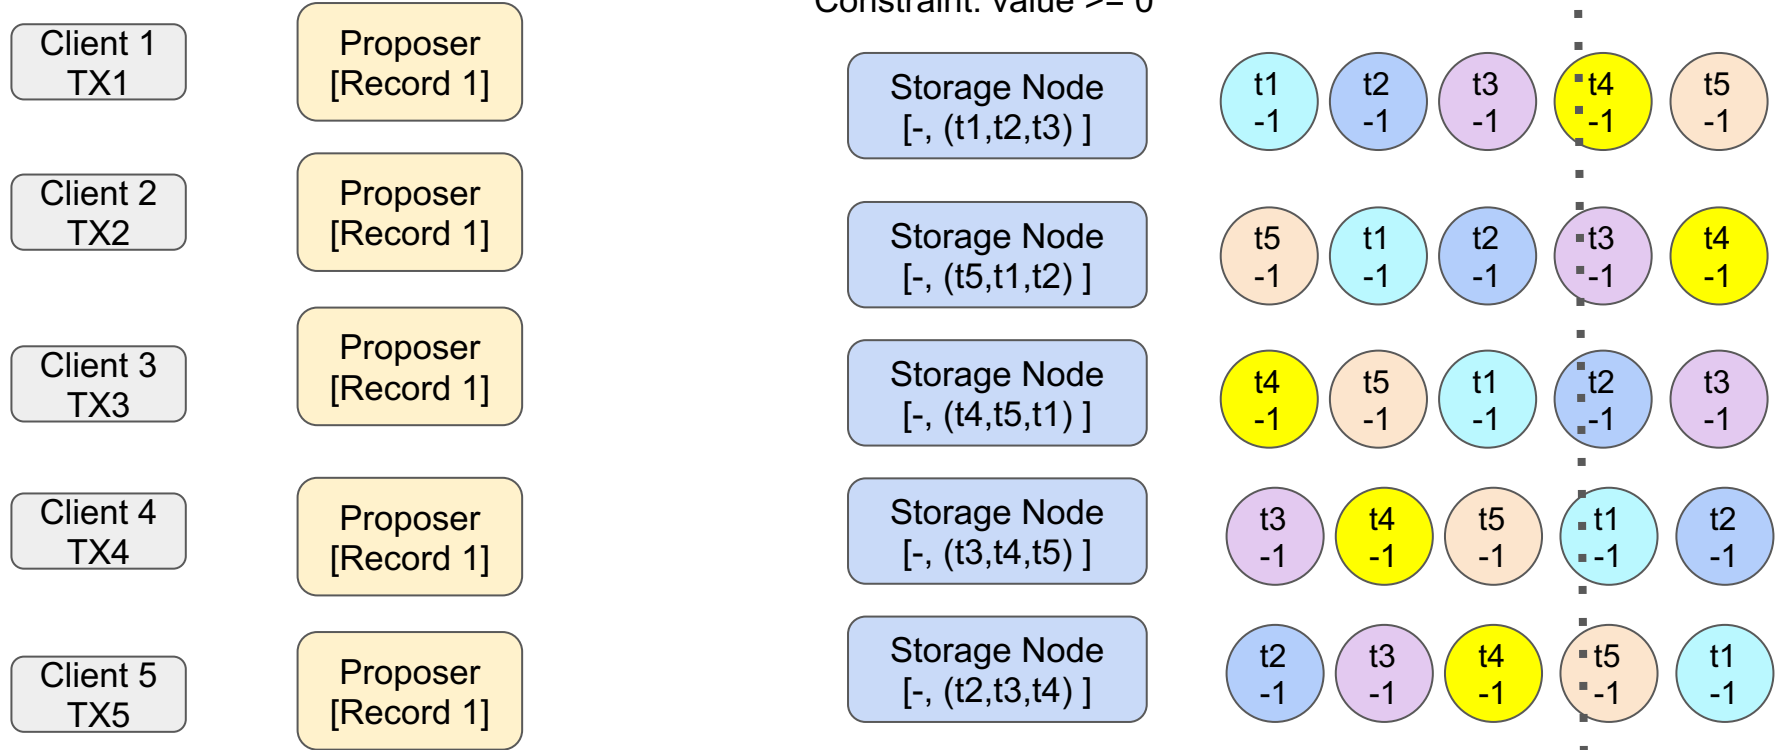 Constraint: value >= 0
Client 1
TX1
Proposer
[Record 1]
Storage Node
[-, (t1,t2,t3) ]
t1
-1
t2
-1
t3
-1
t4
-1
t5
-1
Client 2
TX2
Proposer
[Record 1]
Storage Node
[-, (t5,t1,t2) ]
t5
-1
t1
-1
t2
-1
t3
-1
t4
-1
Client 3
TX3
Proposer
[Record 1]
Storage Node
[-, (t4,t5,t1) ]
t4
-1
t5
-1
t1
-1
t2
-1
t3
-1
Client 4
TX4
Proposer
[Record 1]
Storage Node
[-, (t3,t4,t5) ]
t3
-1
t4
-1
t5
-1
t1
-1
t2
-1
Client 5
TX5
Proposer
[Record 1]
Storage Node
[-, (t2,t3,t4) ]
t2
-1
t3
-1
t4
-1
t5
-1
t1
-1